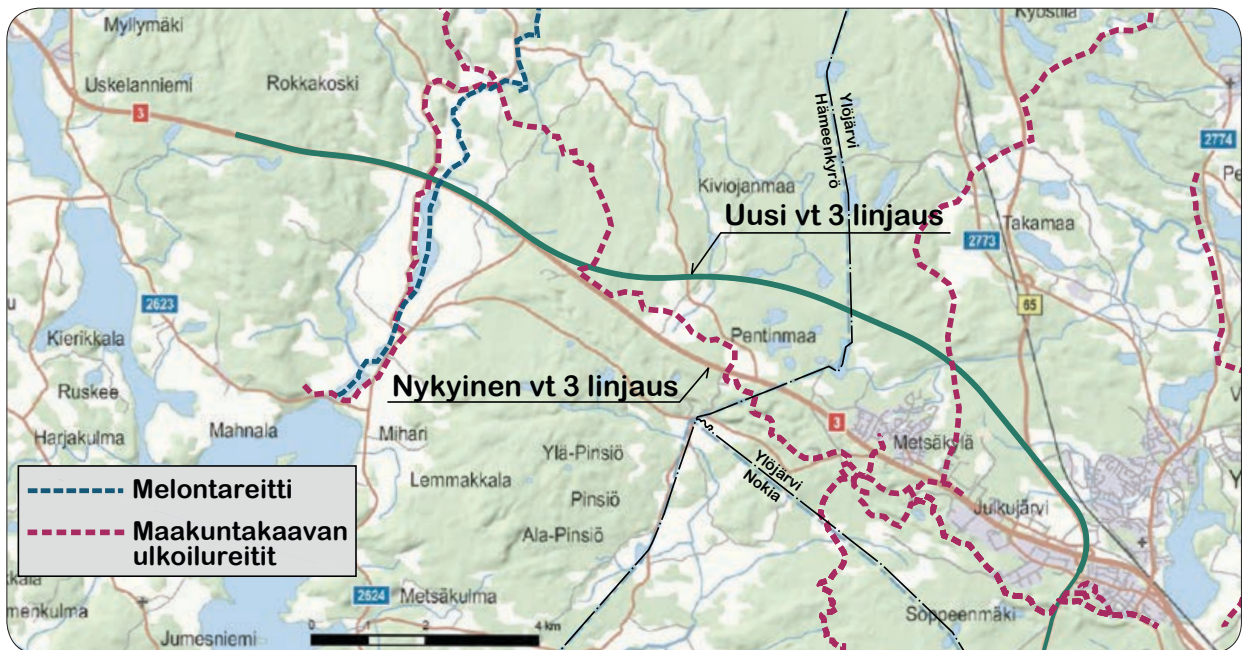 Myllymäki
Kyöstilä
Uskelanniemi
Rokkakoski
3
Ylöjärvi
Hämeenkyrö
2774
Kiviojanmaa
Uusi vt 3 linjaus
Takamaa
2773
2623
65
Kierikkala
Pentinmaa
Nykyinen vt 3 linjaus
Ruskee
Harjakulma
Mahnala
Mihari
3
Metsäkylä
Ylä-Pinsiö
Ylöjärvi
Nokia
Lemmakkala
Pinsiö
Julkujärvi
Ala-Pinsiö
Melontareitti
Maakuntakaavan
ulkoilureitit
2624
Metsäkulma
Soppeenmäki
Jumesniemi
0 1 2 4 km